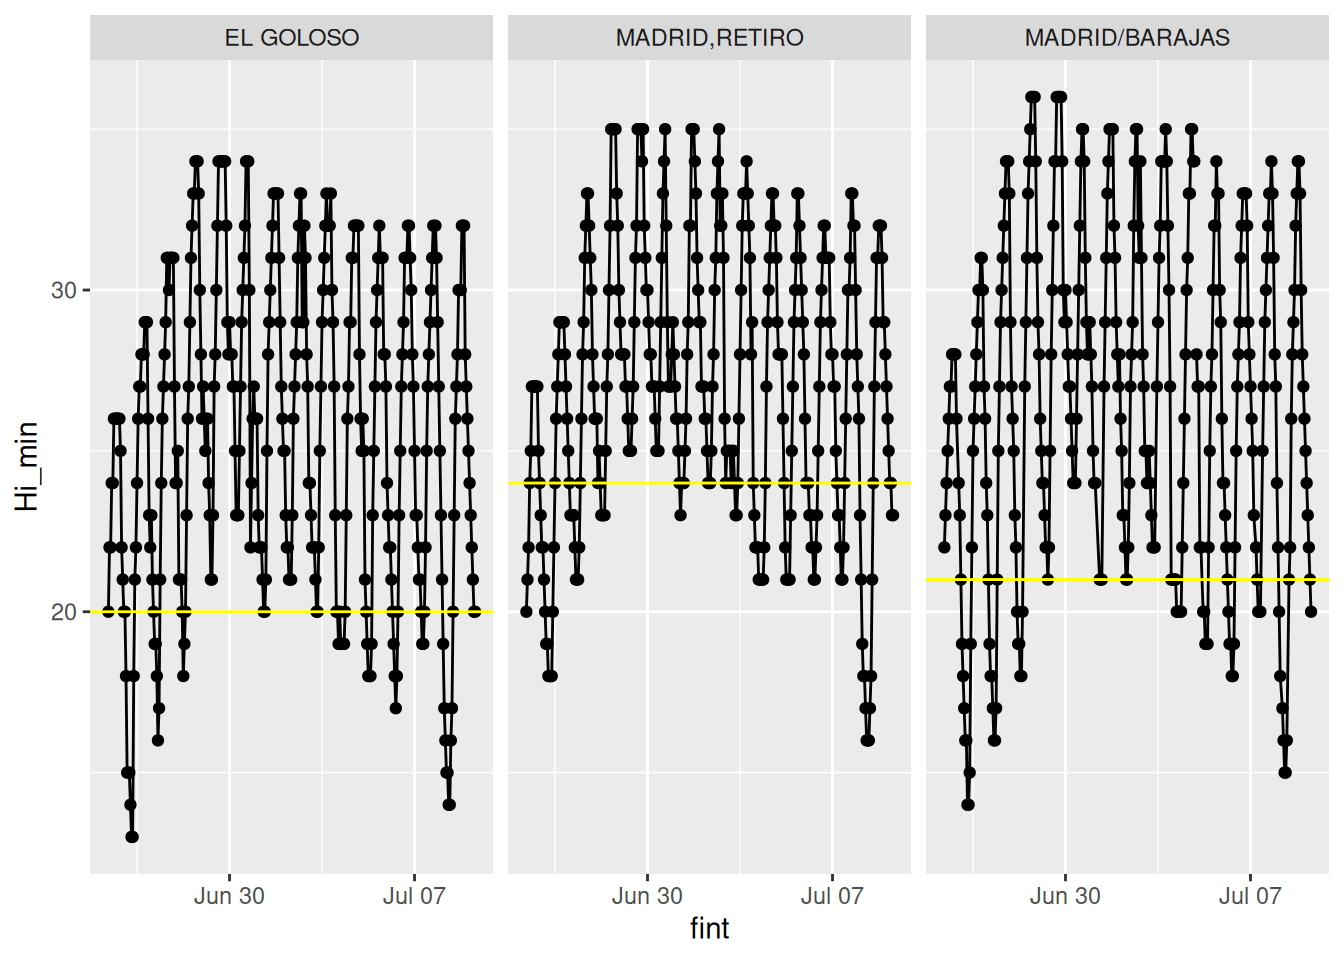 EL GOLOSO
MADRID,RETIRO
MADRID/BARAJAS
Hi_min
30
20
Jun 30
Jul 07
Jun 30
Jul 07
Jun 30
Jul 07
fint